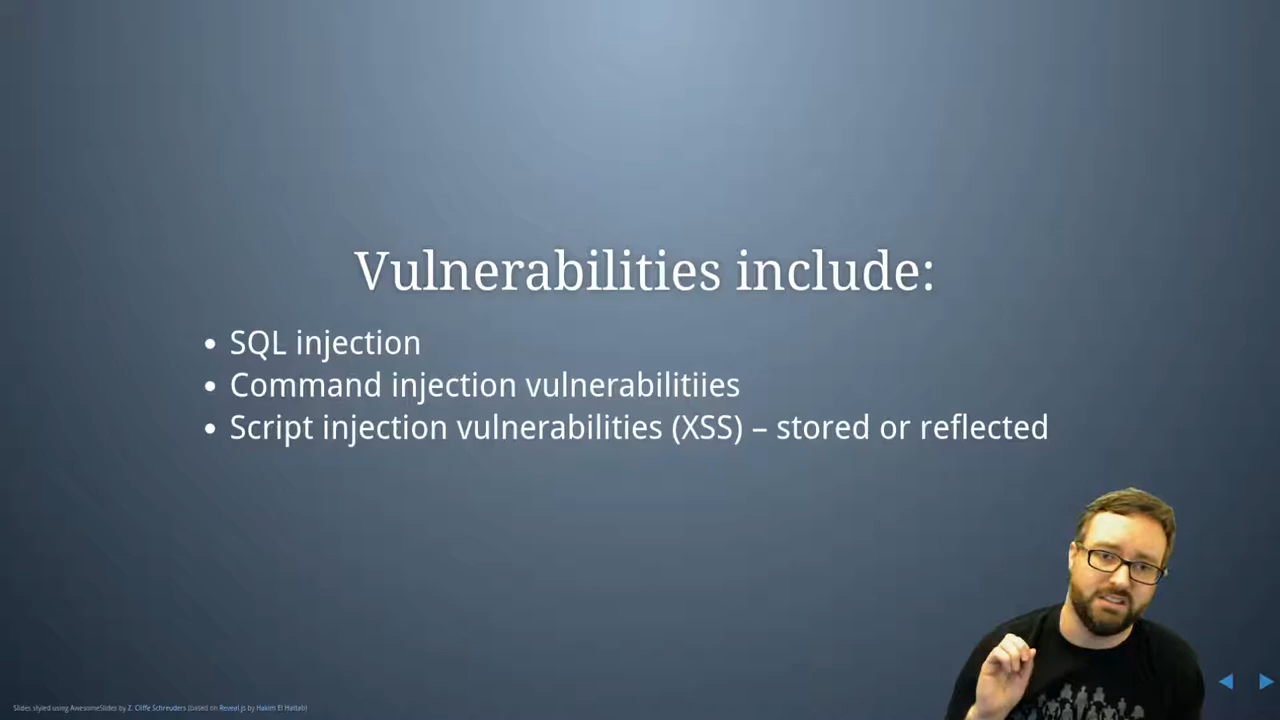 Vulnerabilities include:
• SQL injection
• Command injection vulnerabilitiies
• Script injection vulnerabilities (XSS) – stored or reflected
Slides styled using AwesomeSlides by Z. Cliffe Schreuders (based on Reveal.js by Hakim El Hattab)